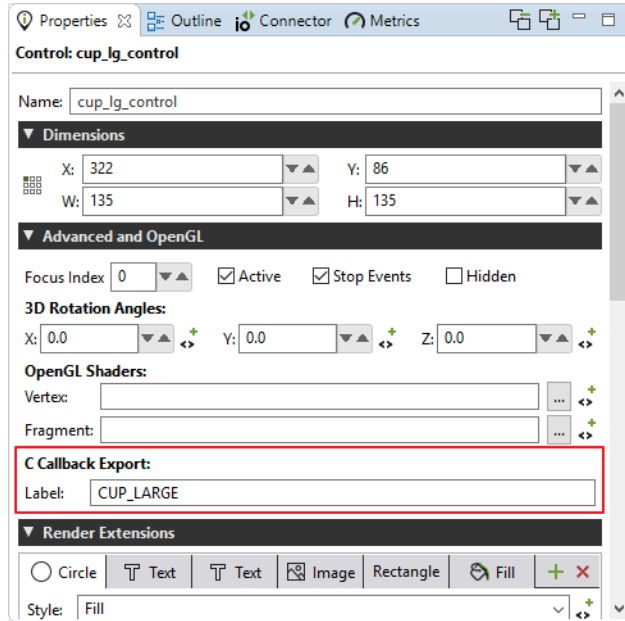 Properties Outline Connector Metrics
Control: cup_lg_control
Name: cup_lg_control
Dimensions
X: 322 Y: 86
W: 135 H: 135
Advanced and OpenGL
Focus Index 0 Active Stop Events Hidden
3D Rotation Angles:
X: 0.0 Y: 0.0 Z: 0.0
OpenGL Shaders:
Vertex: ...
Fragment: ...
C Callback Export:
Label: CUP_LARGE
Render Extensions
Circle Text Text Image Rectangle Fill
Style: Fill